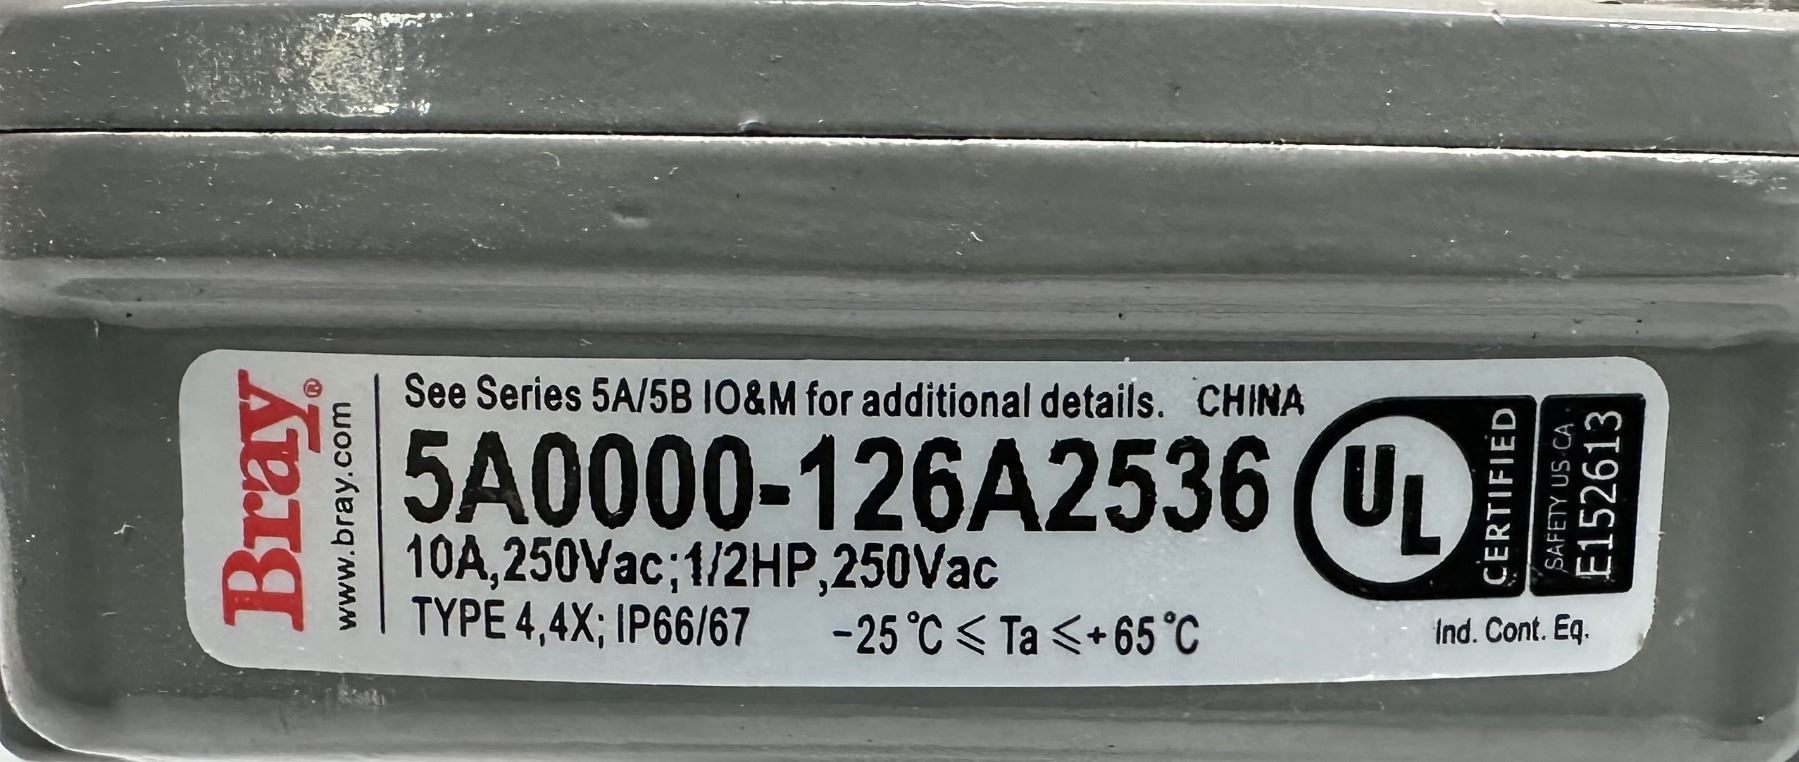 Bray®
www.bray.com
See Series 5A/5B IO&M for additional details. CHINA
5A0000-126A2536
10A,250Vac;1/2HP,250Vac
TYPE 4,4X; IP66/67 -25°C ≤ Ta ≤+65°C
UL
CERTIFIED
SAFETY US-CA
E152613
Ind. Cont. Eq.